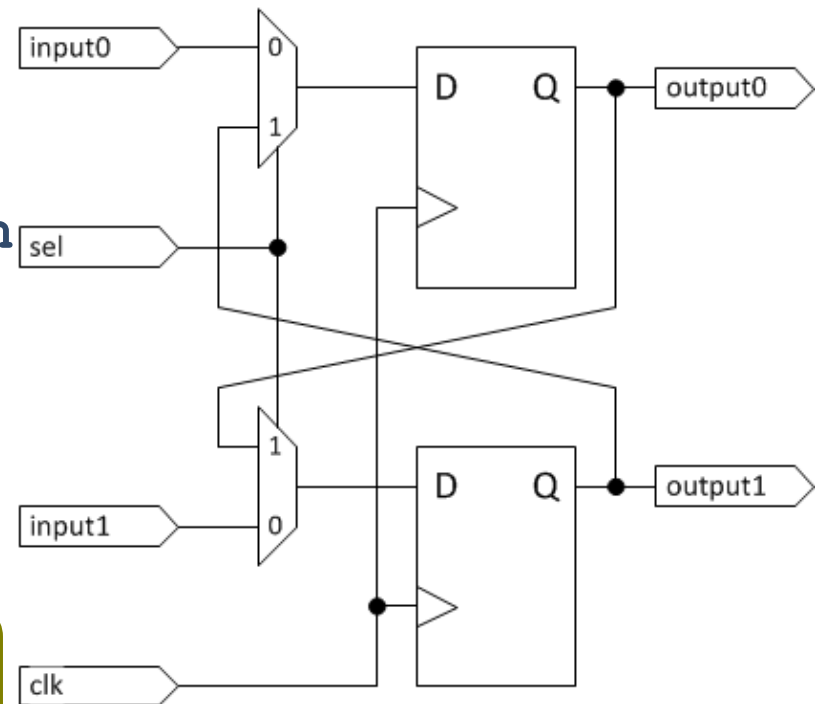 input0
0
D Q
output0
1
n
sel
1
D Q
output1
input1
0
clk